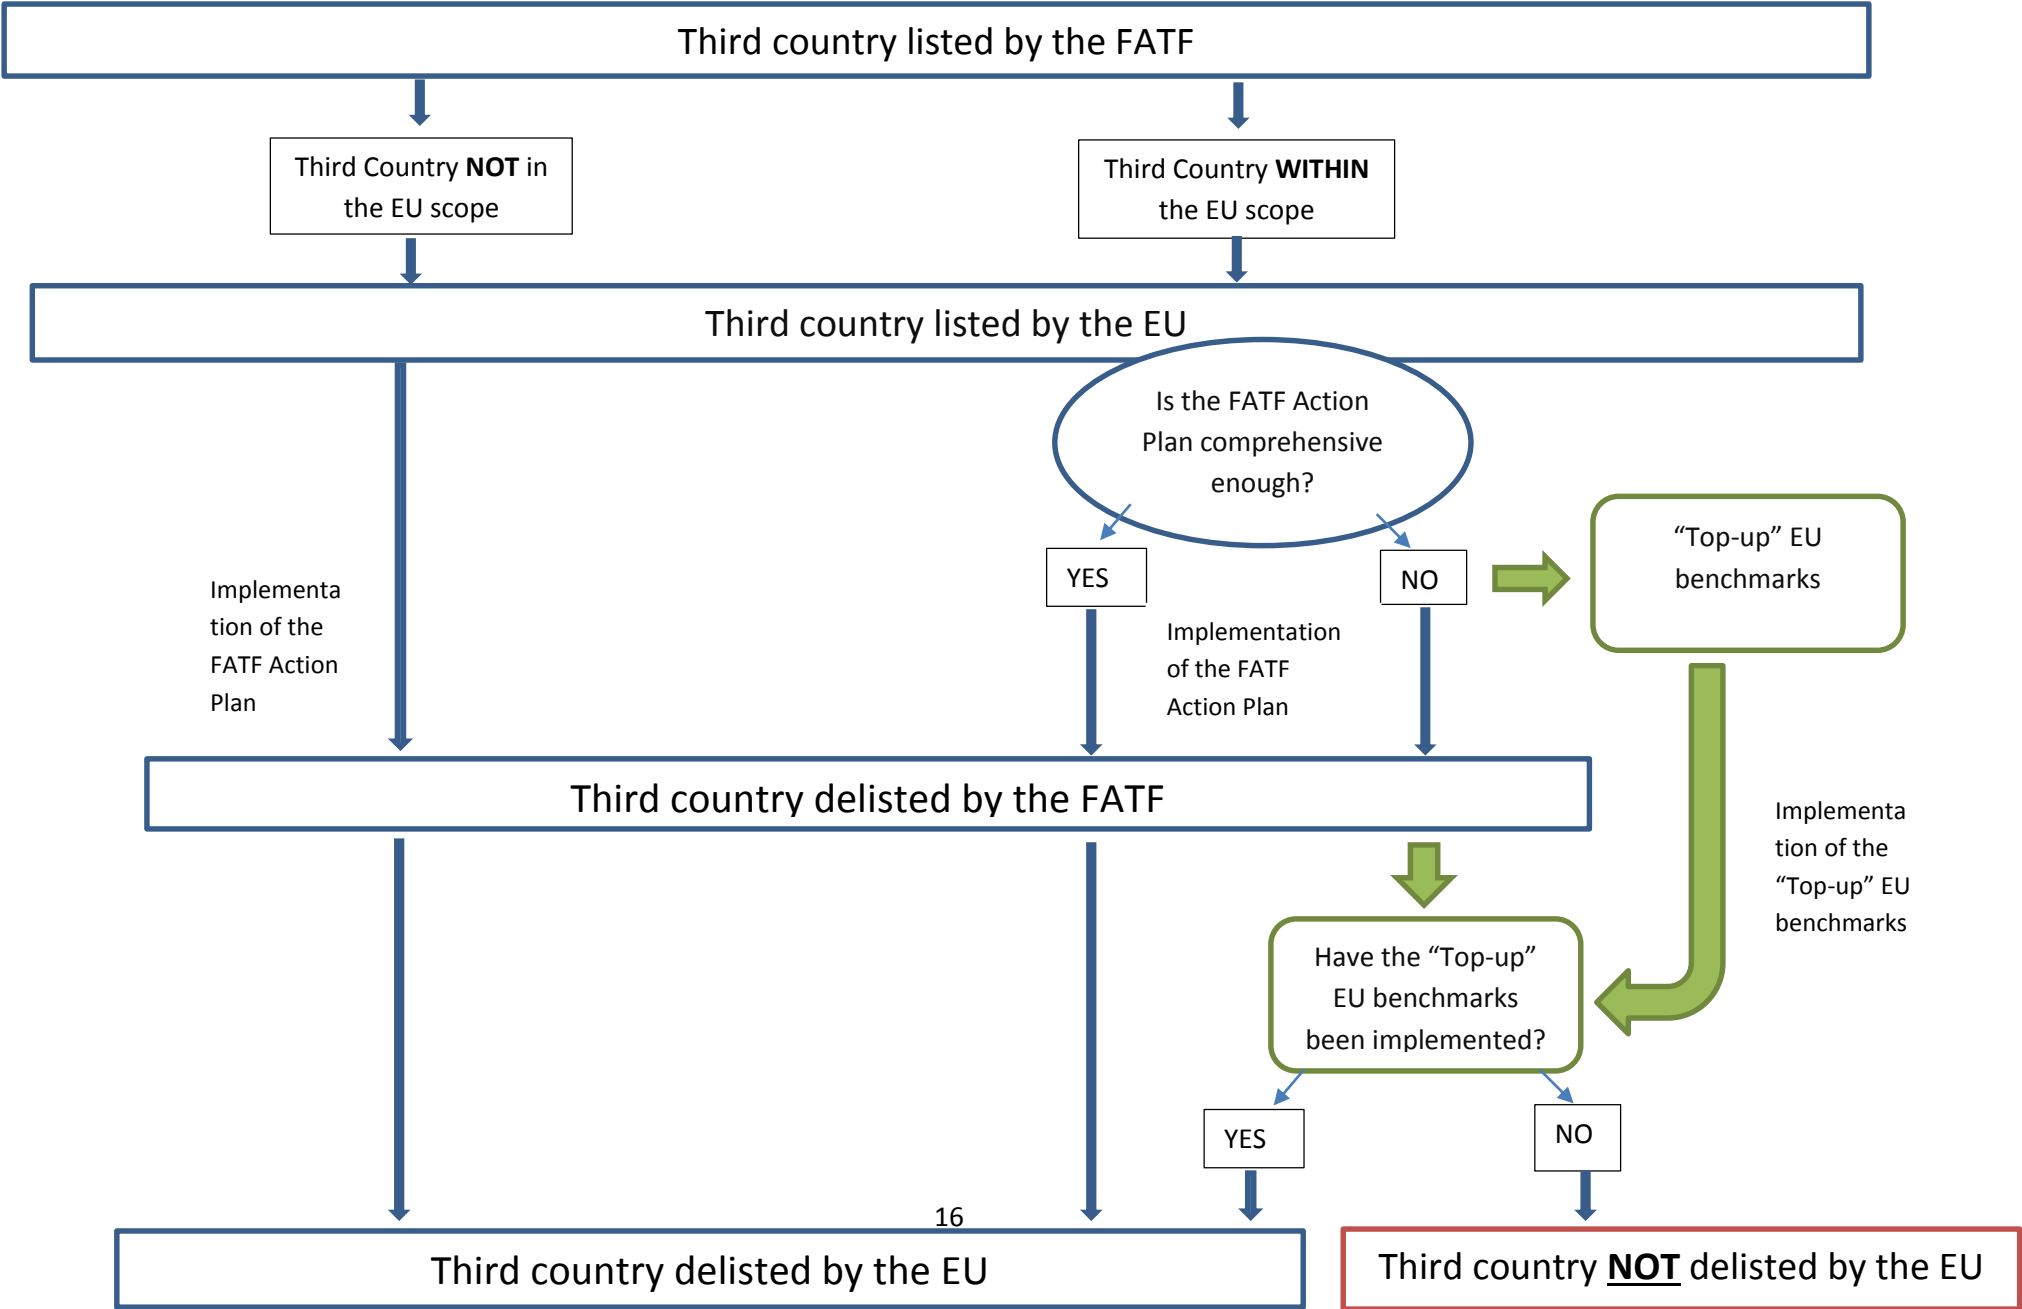 Third country listed by the FATF
Third Country NOT in
the EU scope
Third Country WITHIN
the EU scope
Third country listed by the EU
Is the FATF Action
Plan comprehensive
enough?
YES
NO
“Top-up” EU
benchmarks
Implementa
tion of the
FATF Action
Plan
Implementation
of the FATF
Action Plan
Third country delisted by the FATF
Implementa
tion of the
“Top-up” EU
benchmarks
Have the “Top-up”
EU benchmarks
been implemented?
YES
NO
16
Third country delisted by the EU
Third country NOT delisted by the EU